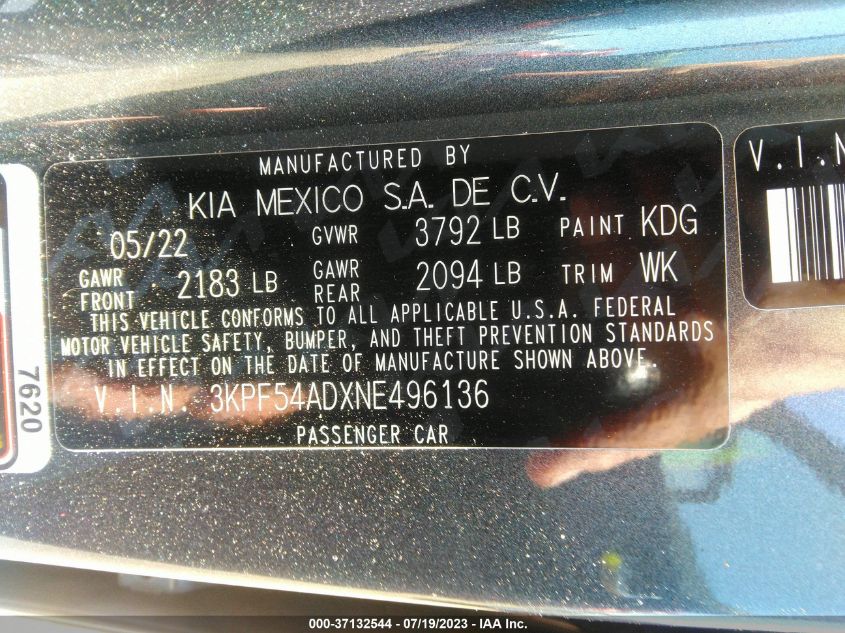 MANUFACTURED BY
KIA MEXICO S.A. DE C.V.
05/22 GVWR 3792 LB PAINT KDG
GAWR FRONT 2183 LB GAWR REAR 2094 LB TRIM WK
THIS VEHICLE CONFORMS TO ALL APPLICABLE U.S.A. FEDERAL
MOTOR VEHICLE SAFETY, BUMPER, AND THEFT PREVENTION STANDARDS
IN EFFECT ON THE DATE OF MANUFACTURE SHOWN ABOVE.
V.I.N. 3KPF54ADXNE496136
PASSENGER CAR
7620
V.I.N
000-37132544 - 07/19/2023 - IAA Inc.